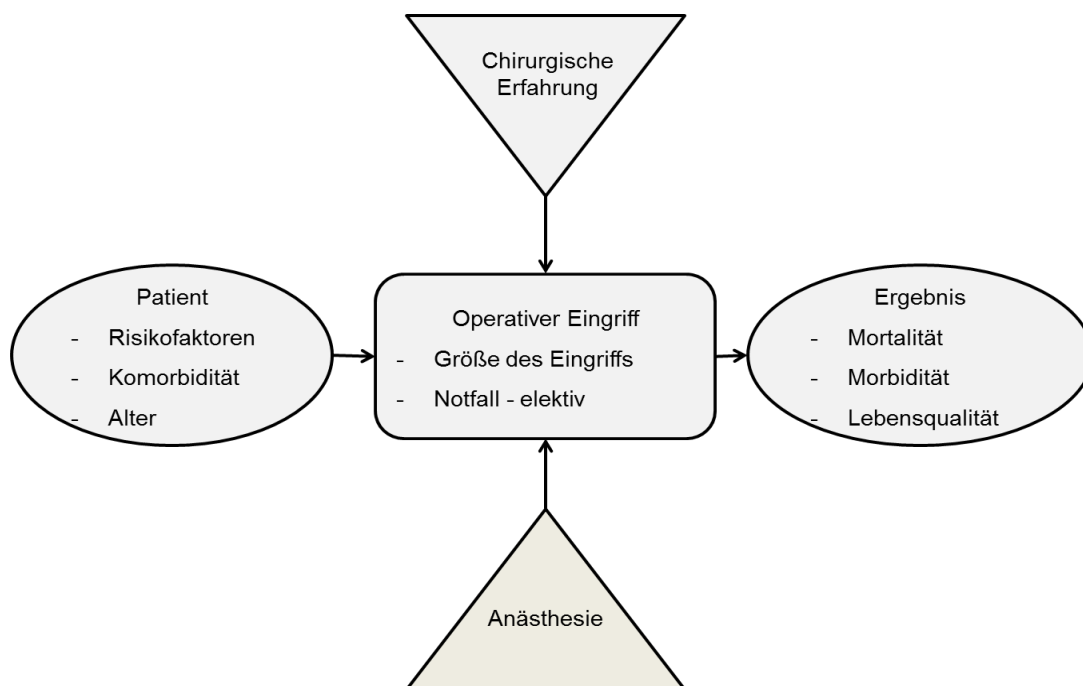 Chirurgische
Erfahrung
Patient
- Risikofaktoren
- Komorbidität
- Alter
Operativer Eingriff
- Größe des Eingriffs
- Notfall - elektiv
Ergebnis
- Mortalität
- Morbidität
- Lebensqualität
Anästhesie